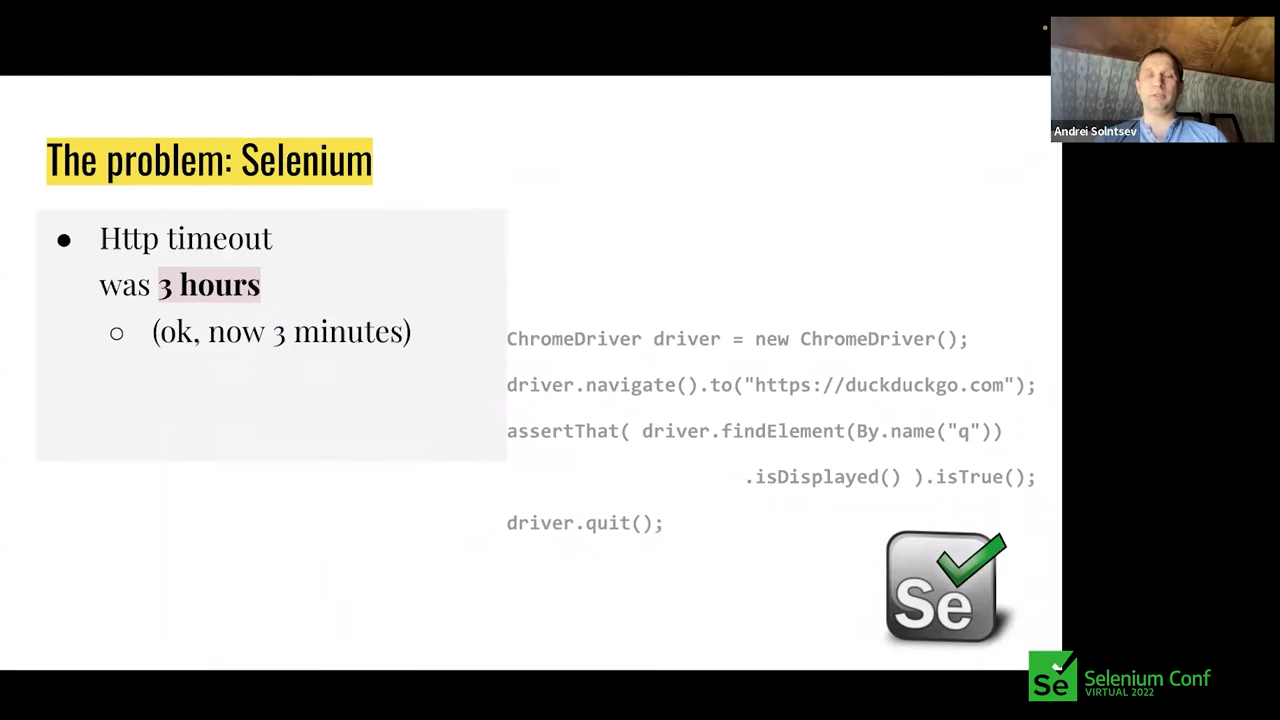 Andrei Solntsev
The problem: Selenium
● Http timeout
was 3 hours
○ (ok, now 3 minutes)
ChromeDriver driver = new ChromeDriver();
driver.navigate().to("https://duckduckgo.com");
assertThat( driver.findElement(By.name("q"))
.isDisplayed() ).isTrue();
driver.quit();
Se
Se Selenium Conf
VIRTUAL 2022